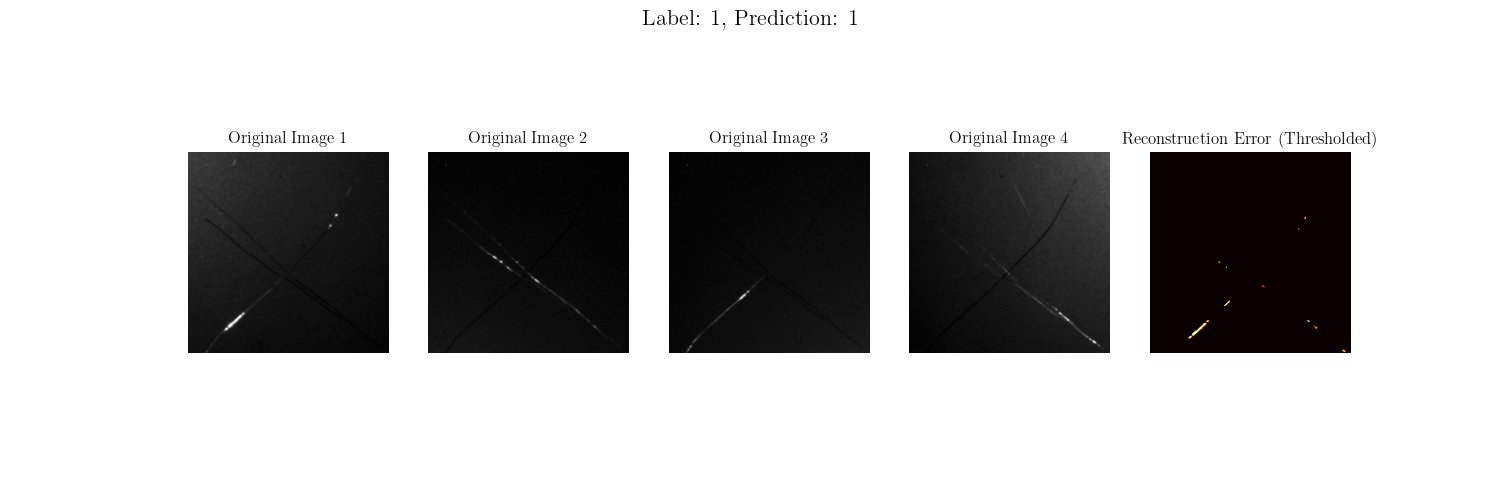 Label: 1, Prediction: 1
Original Image 1
Original Image 2
Original Image 3
Original Image 4
Reconstruction Error (Thresholded)